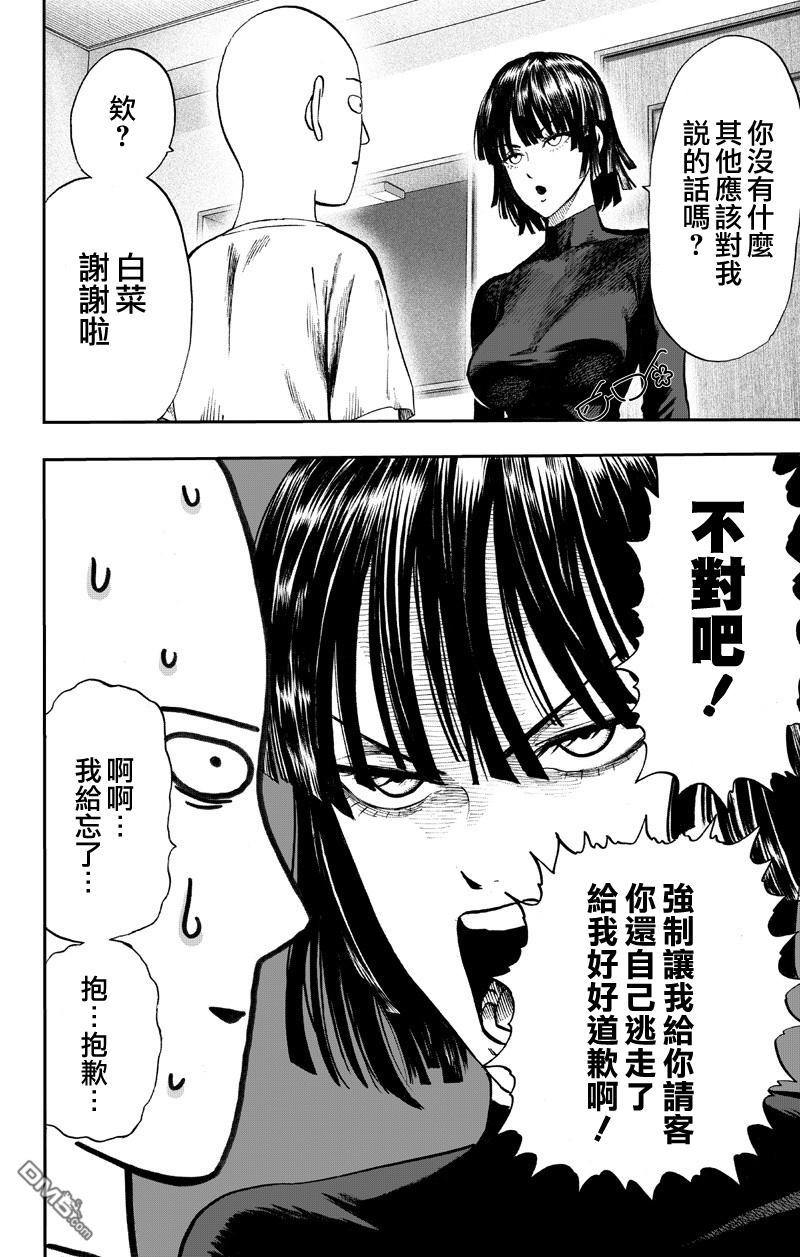 你沒有什麼
其他應該對我
說的話嗎?
欸?
白菜
謝謝啦
不對吧!
強制讓我給你請客
你還自己逃走了
給我好好道歉啊!
啊啊…
我給忘了…
抱…抱歉…
DM5.com